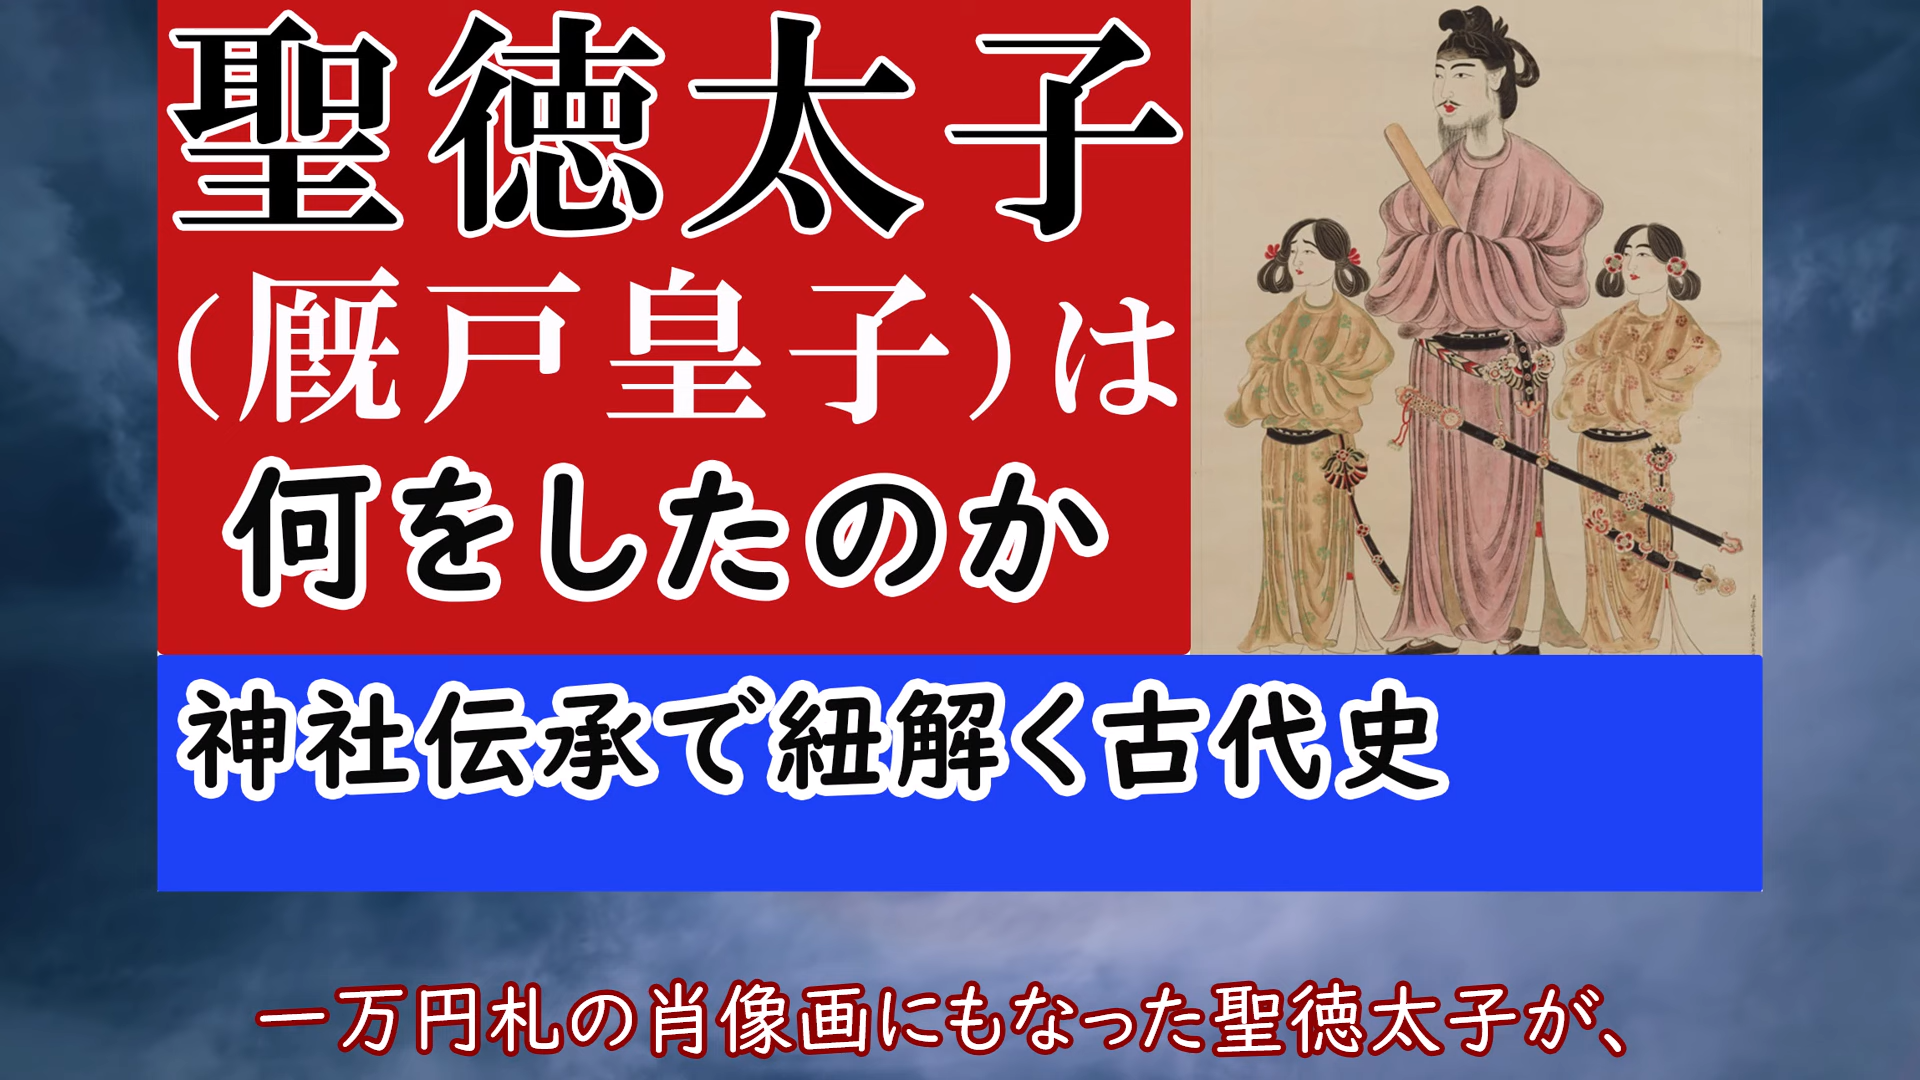 聖徳太子
(厩戸皇子)は
何をしたのか
神社伝承で紐解く古代史
一万円札の肖像画にもなった聖徳太子が、